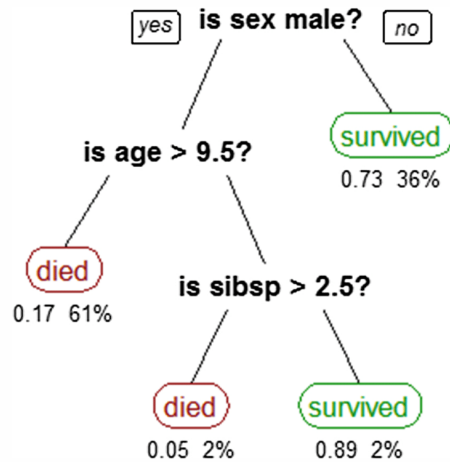 yes is sex male? no
survived
0.73 36%
is age > 9.5?
died
0.17 61%
is sibsp > 2.5?
died survived
0.05 2% 0.89 2%